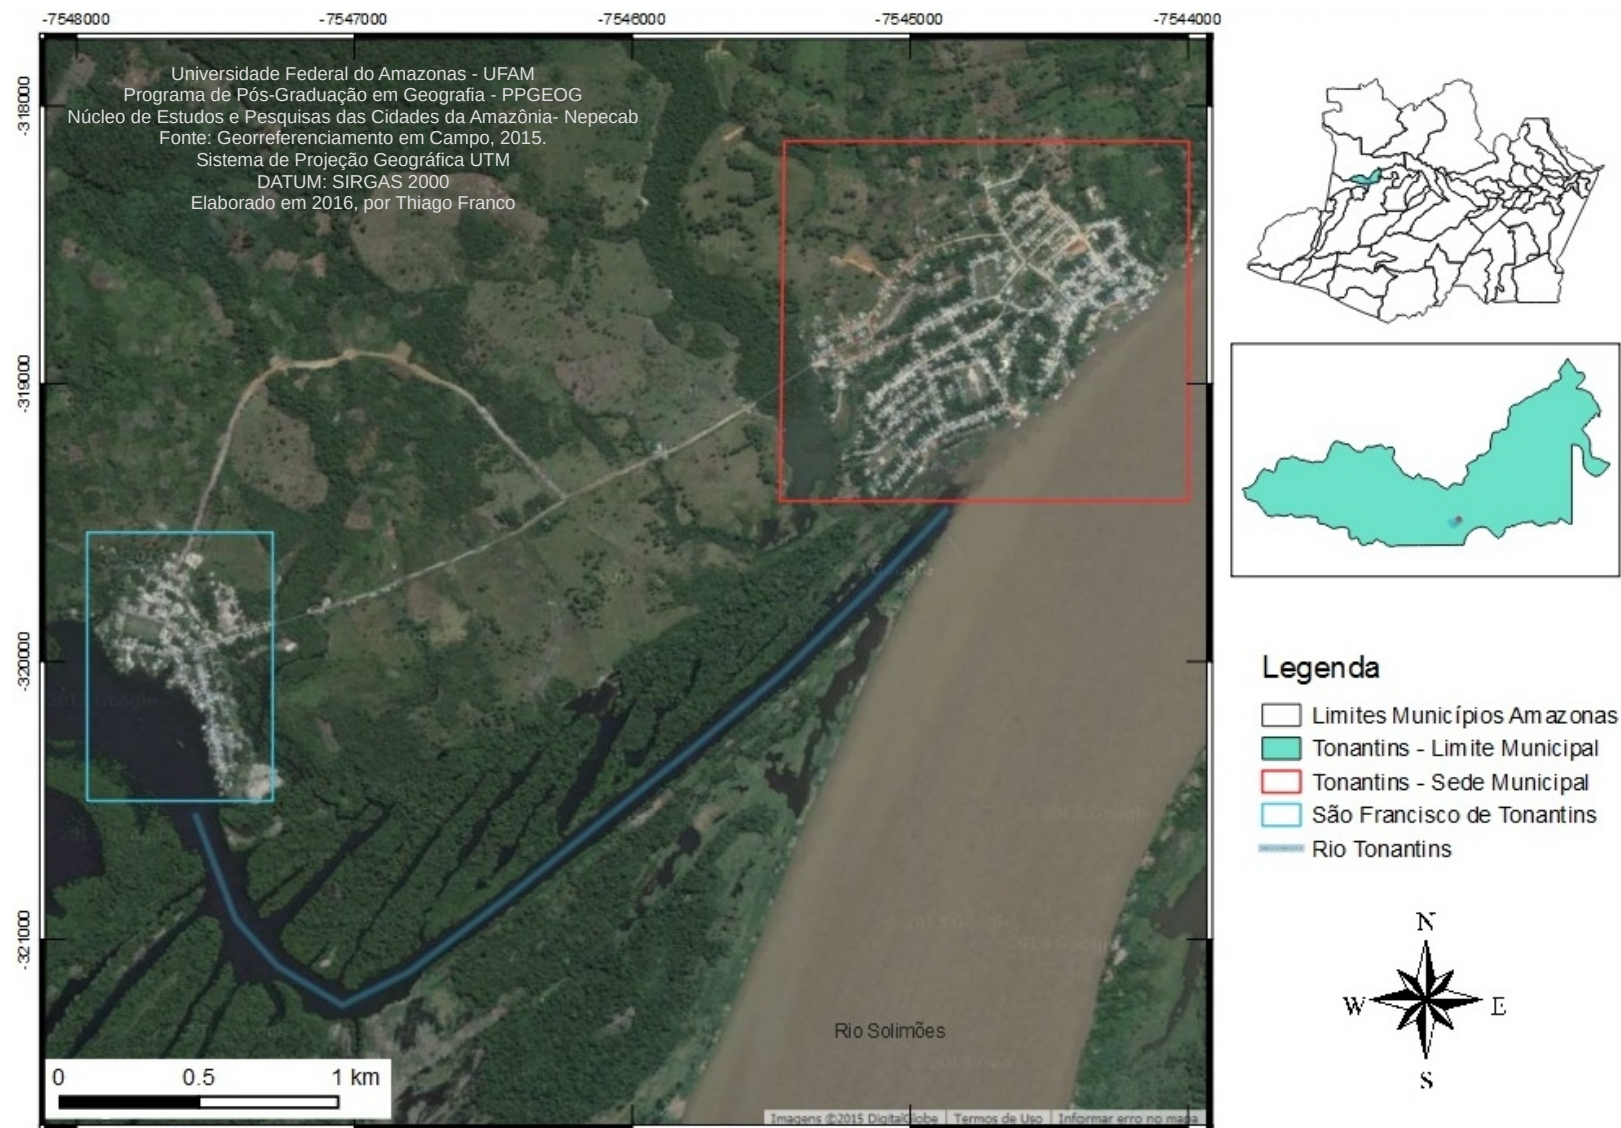 -7548000 -7547000 -7546000 -7545000 -7544000
-318000
-319000
-320000
-321000
Universidade Federal do Amazonas - UFAM
Programa de Pós-Graduação em Geografia - PPGEOG
Núcleo de Estudos e Pesquisas das Cidades da Amazônia- Nepecab
Fonte: Georreferenciamento em Campo, 2015.
Sistema de Projeção Geográfica UTM
DATUM: SIRGAS 2000
Elaborado em 2016, por Thiago Franco
Rio Solimões
0 0.5 1 km
Imagens ©2015 DigitalGlobe Termos de Uso Informar erro no mapa
Legenda
Limites Municípios Amazonas
Tonantins - Limite Municipal
Tonantins - Sede Municipal
São Francisco de Tonantins
Rio Tonantins
N
W E
S